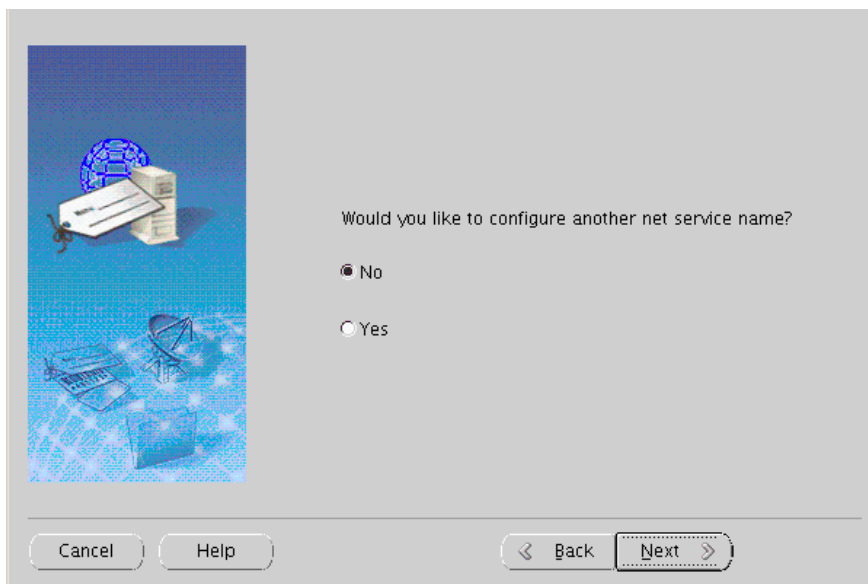 Would you like to configure another net service name?
No
Yes
Cancel
Help
Back
Next